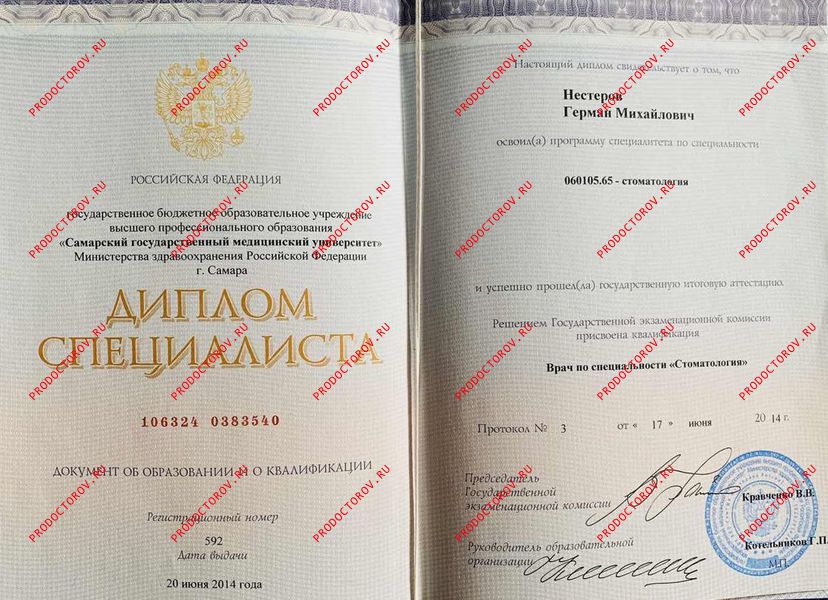 РОССИЙСКАЯ ФЕДЕРАЦИЯ
государственное бюджетное образовательное учреждение
высшего профессионального образования
«Самарский государственный медицинский университет»
Министерства здравоохранения Российской Федерации
г. Самара
ДИПЛОМ
СПЕЦИАЛИСТА
106324 0383540
ДОКУМЕНТ ОБ ОБРАЗОВАНИИ И О КВАЛИФИКАЦИИ
Регистрационный номер
592
Дата выдачи
20 июня 2014 года
Настоящий диплом свидетельствует о том, что
Нестеров
Герман Михайлович
освоил(а) программу специалитета по специальности
060105.65 - стоматология
и успешно прошел(ла) государственную итоговую аттестацию.
Решением Государственной экзаменационной комиссии
присвоена квалификация
Врач по специальности «Стоматология»
Протокол № 3 от « 17 » июня 2014 г.
Председатель
Государственной
экзаменационной комиссии
Кравченко В.В.
Руководитель образовательной
организации
Котельников Г.П.
М.П.
PRODOCTOROV.RU